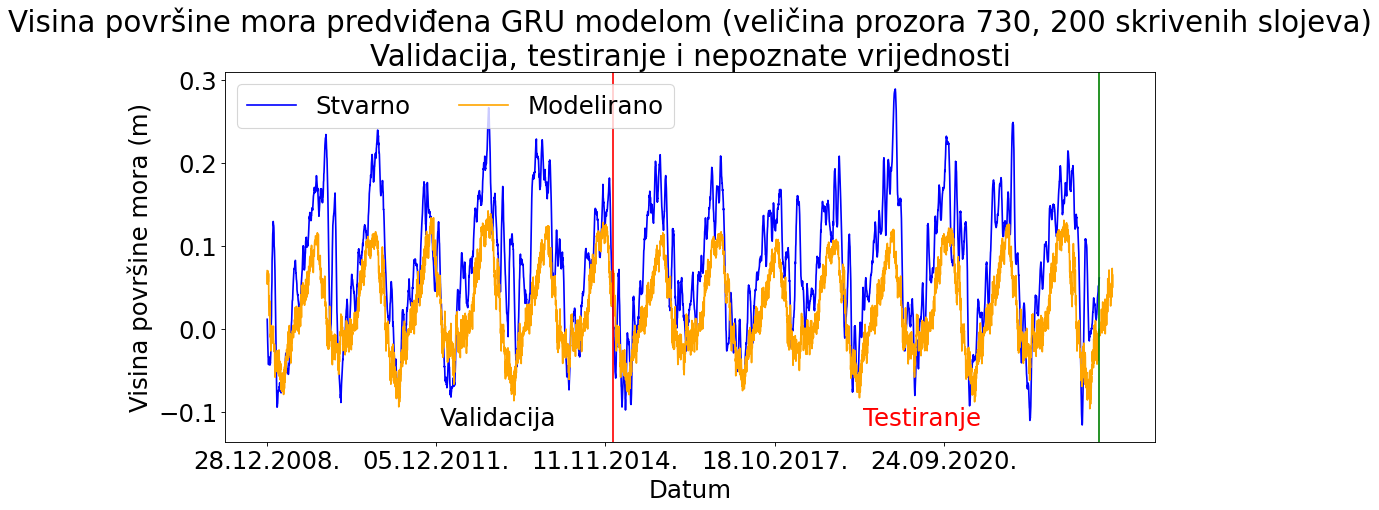 Visina površine mora predviđena GRU modelom (veličina prozora 730, 200 skrivenih slojeva)
Validacija, testiranje i nepoznate vrijednosti
Stvarno
Modelirano
Visina površine mora (m)
0.3
0.2
0.1
0.0
−0.1
Validacija
Testiranje
28.12.2008.
05.12.2011.
11.11.2014.
18.10.2017.
24.09.2020.
Datum